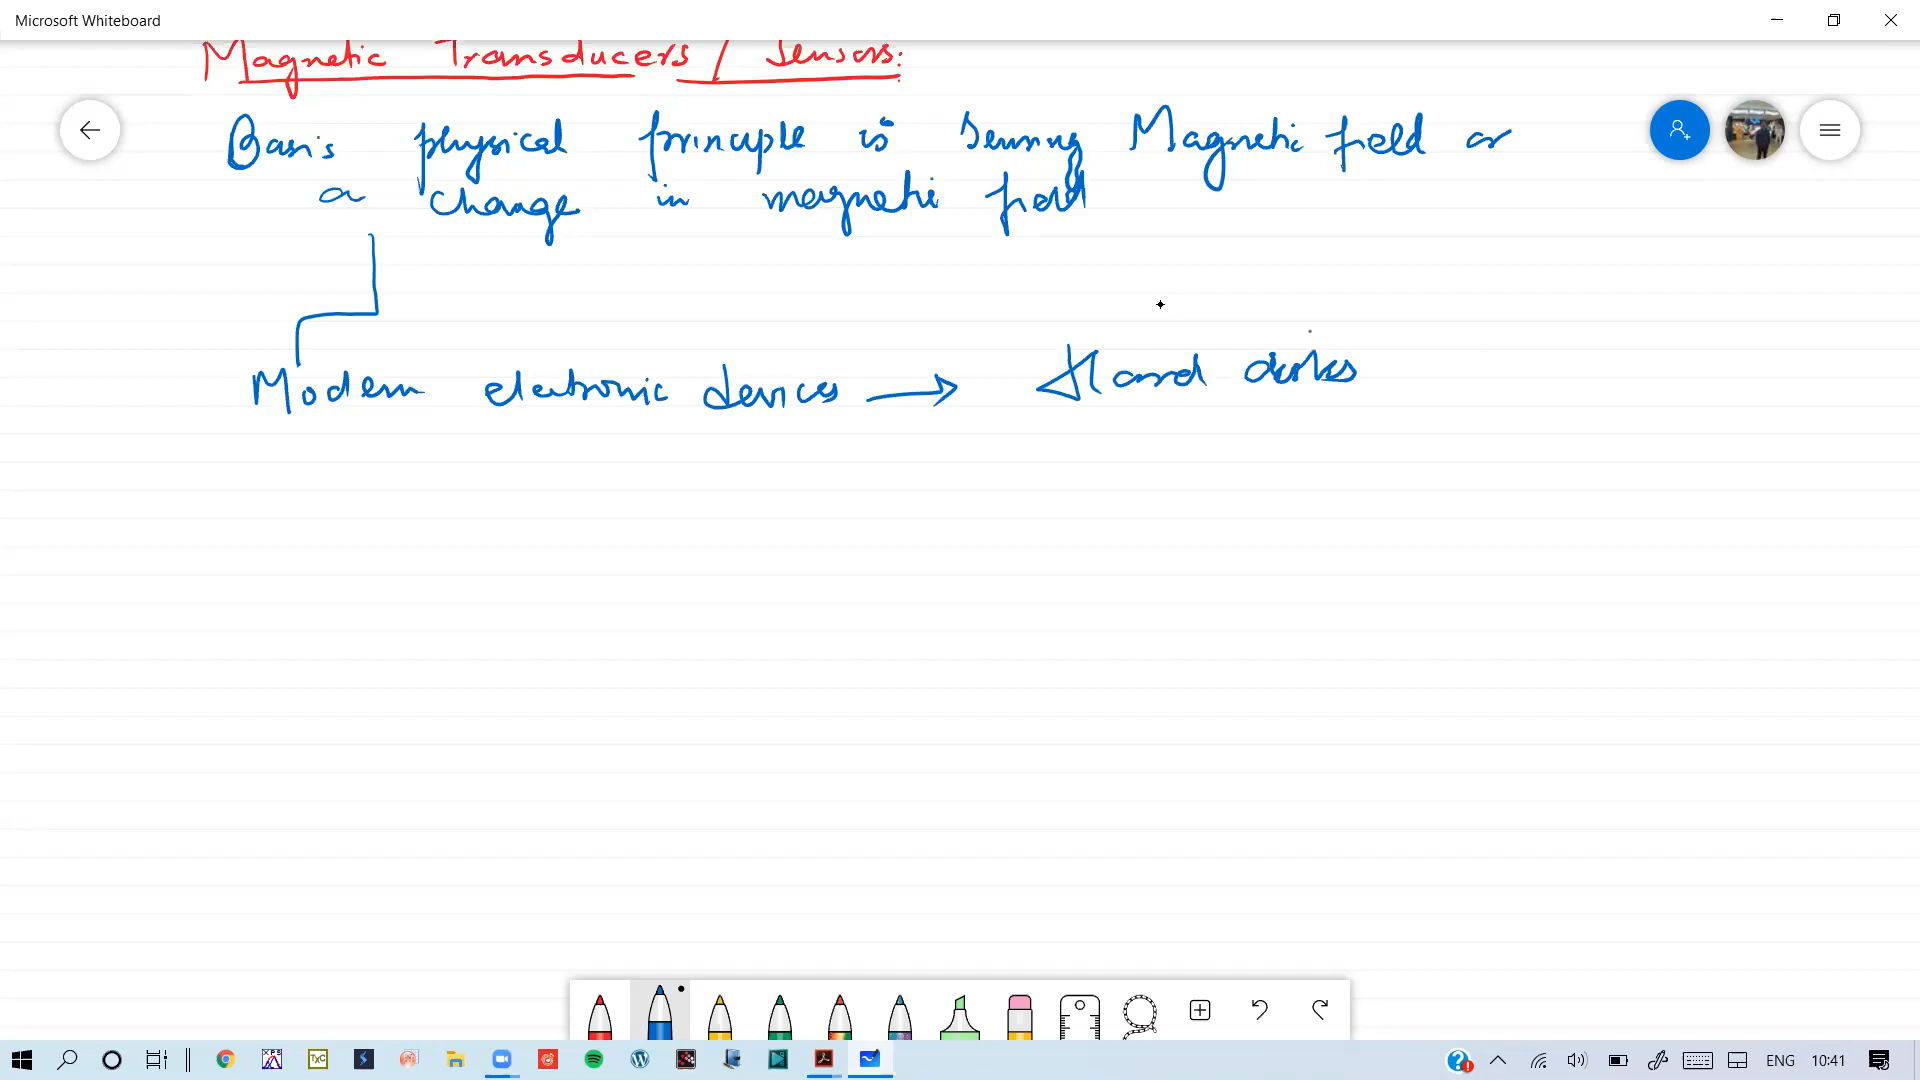 Microsoft Whiteboard
Magnetic Transducers / Sensors:
Basis physical principle is Sensing Magnetic field or
a change in magnetic field
Modern electronic devices → Hard disks
ENG 10:41